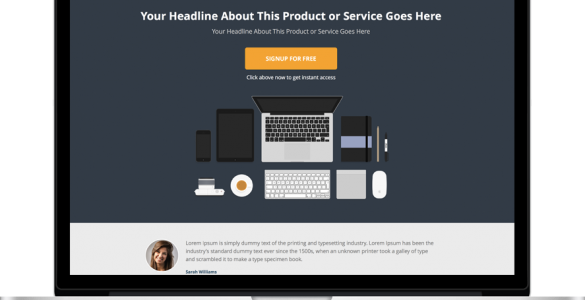 Your Headline About This Product or Service Goes Here
Your Headline About This Product or Service Goes Here
SIGNUP FOR FREE
Click above now to get instant access
Lorem ipsum is simply dummy text of the printing and typesetting industry. Lorem ipsum has been the
industry's standard dummy text ever since the 1500s, when an unknown printer took a galley of type
and scrambled it to make a type specimen book.
Sarah Williams